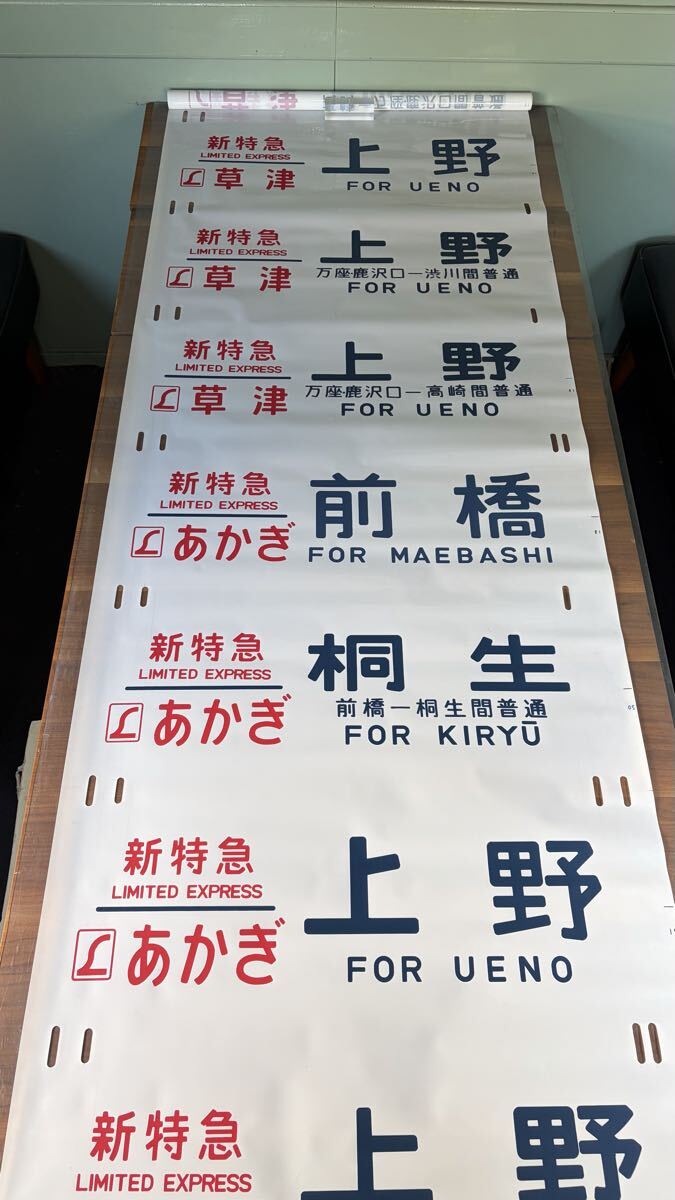 新特急 上野
LIMITED EXPRESS
草津 FOR UENO
新特急 上野
LIMITED EXPRESS 万座・鹿沢口ー渋川間普通
草津 FOR UENO
新特急 上野
LIMITED EXPRESS 万座・鹿沢口ー高崎間普通
草津 FOR UENO
新特急 前橋
LIMITED EXPRESS
あかぎ FOR MAEBASHI
新特急 桐生
LIMITED EXPRESS 前橋ー桐生間普通
あかぎ FOR KIRYŪ
新特急 上野
LIMITED EXPRESS
あかぎ FOR UENO
新特急 上野
LIMITED EXPRESS